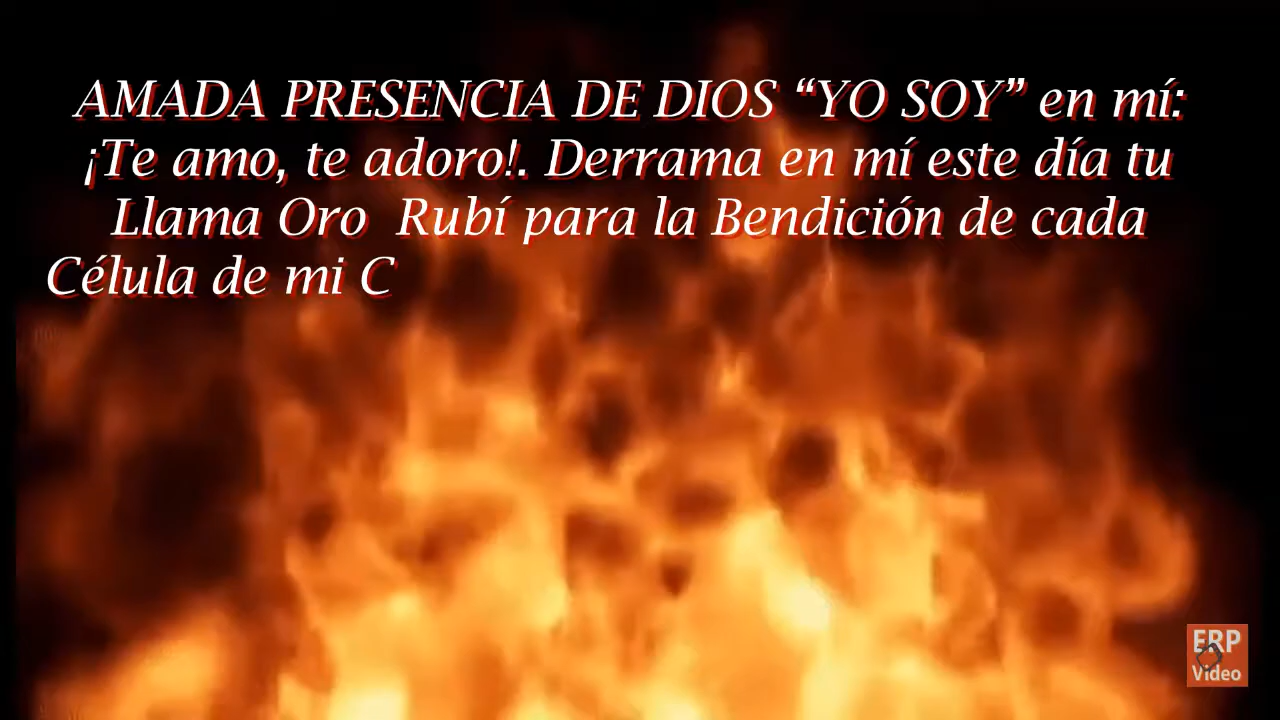 AMADA PRESENCIA DE DIOS “YO SOY” en mí:
¡Te amo, te adoro!. Derrama en mí este día tu
Llama Oro Rubí para la Bendición de cada
Célula de mi C
ERP
Video